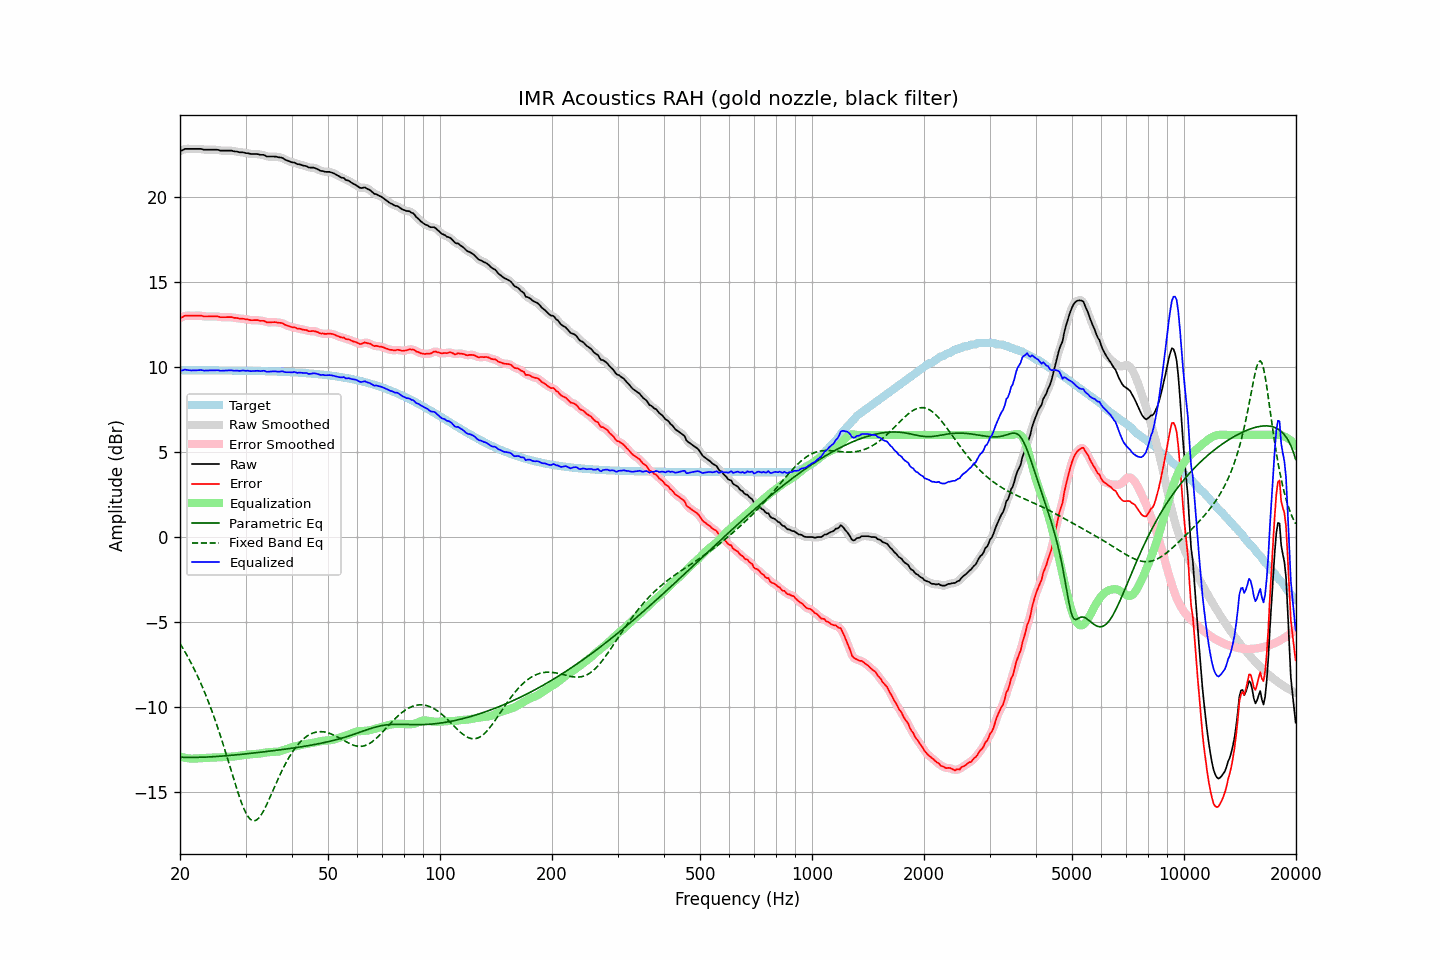 IMR Acoustics RAH (gold nozzle, black filter)
Amplitude (dBr)
20
15
10
5
0
−5
−10
−15
Target
Raw Smoothed
Error Smoothed
Raw
Error
Equalization
Parametric Eq
Fixed Band Eq
Equalized
20 50 100 200 500 1000 2000 5000 10000 20000
Frequency (Hz)